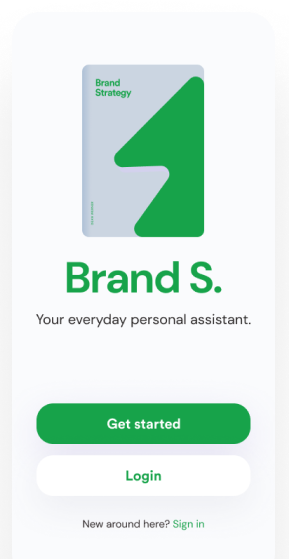 Brand
Strategy
Brand S.
Your everyday personal assistant.
Get started
Login
New around here? Sign in